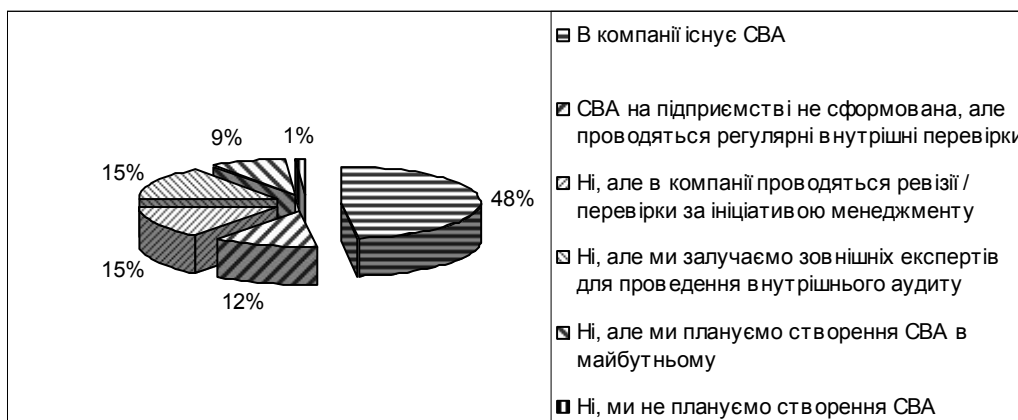 9%
1%
15%
48%
15%
12%
В компанії існує СВА
СВА на підприємстві не сформована, але
проводяться регулярні внутрішні перевірки
Ні, але в компанії проводяться ревізії /
перевірки за ініціативою менеджменту
Ні, але ми залучаємо зовнішніх експертів
для проведення внутрішнього аудиту
Ні, але ми плануємо створення СВА в
майбутньому
Ні, ми не плануємо створення СВА